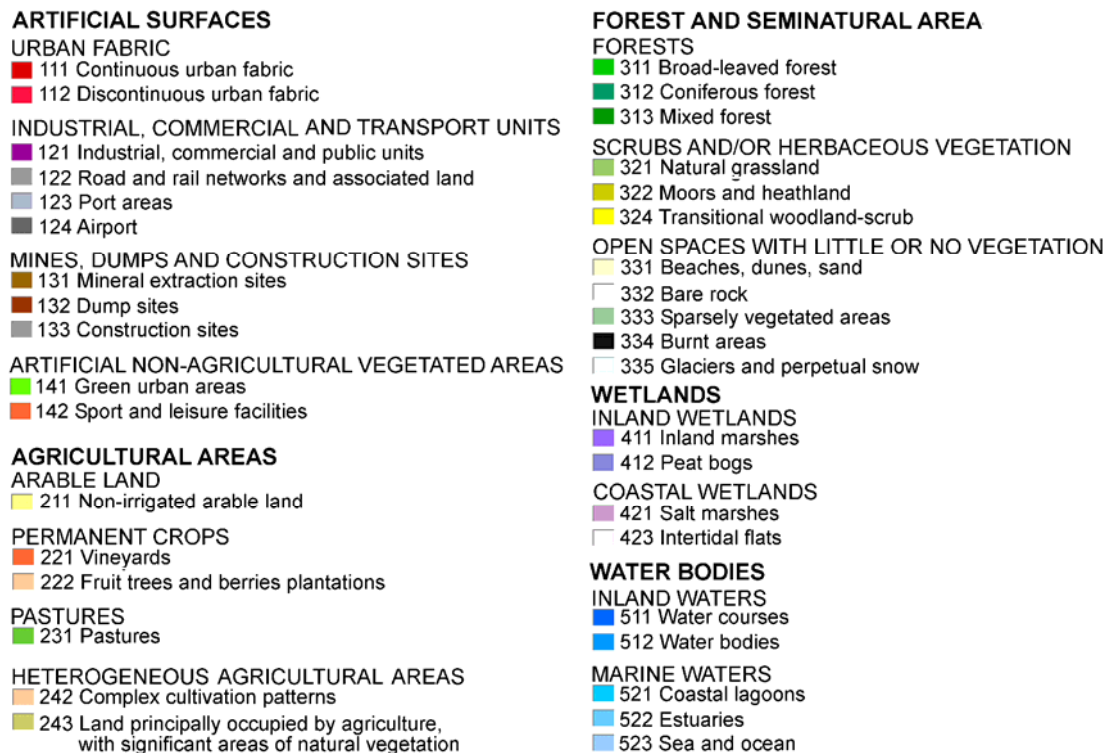 ARTIFICIAL SURFACES
URBAN FABRIC
111 Continuous urban fabric
112 Discontinuous urban fabric
INDUSTRIAL, COMMERCIAL AND TRANSPORT UNITS
121 Industrial, commercial and public units
122 Road and rail networks and associated land
123 Port areas
124 Airport
MINES, DUMPS AND CONSTRUCTION SITES
131 Mineral extraction sites
132 Dump sites
133 Construction sites
ARTIFICIAL NON-AGRICULTURAL VEGETATED AREAS
141 Green urban areas
142 Sport and leisure facilities
AGRICULTURAL AREAS
ARABLE LAND
211 Non-irrigated arable land
PERMANENT CROPS
221 Vineyards
222 Fruit trees and berries plantations
PASTURES
231 Pastures
HETEROGENEOUS AGRICULTURAL AREAS
242 Complex cultivation patterns
243 Land principally occupied by agriculture,
with significant areas of natural vegetation
FOREST AND SEMINATURAL AREA
FORESTS
311 Broad-leaved forest
312 Coniferous forest
313 Mixed forest
SCRUBS AND/OR HERBACEOUS VEGETATION
321 Natural grassland
322 Moors and heathland
324 Transitional woodland-scrub
OPEN SPACES WITH LITTLE OR NO VEGETATION
331 Beaches, dunes, sand
332 Bare rock
333 Sparsely vegetated areas
334 Burnt areas
335 Glaciers and perpetual snow
WETLANDS
INLAND WETLANDS
411 Inland marshes
412 Peat bogs
COASTAL WETLANDS
421 Salt marshes
423 Intertidal flats
WATER BODIES
INLAND WATERS
511 Water courses
512 Water bodies
MARINE WATERS
521 Coastal lagoons
522 Estuaries
523 Sea and ocean